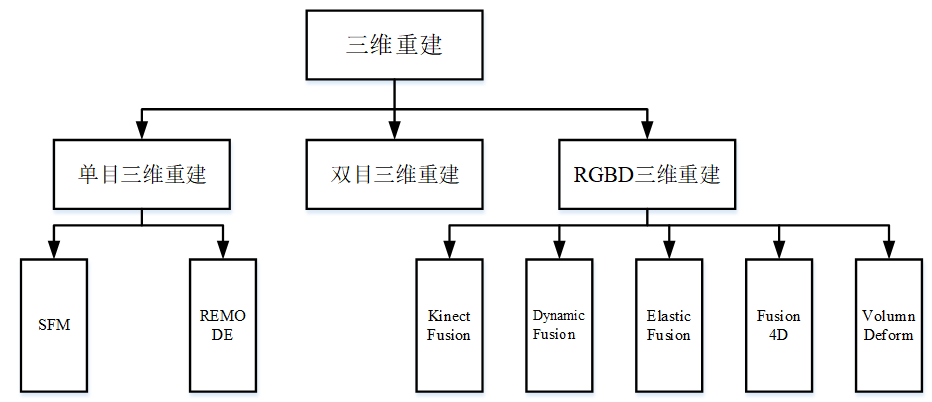 三维重建
单目三维重建
双目三维重建
RGBD三维重建
SFM
REMO
DE
Kinect
Fusion
Dynamic
Fusion
Elastic
Fusion
Fusion
4D
Volumn
Deform